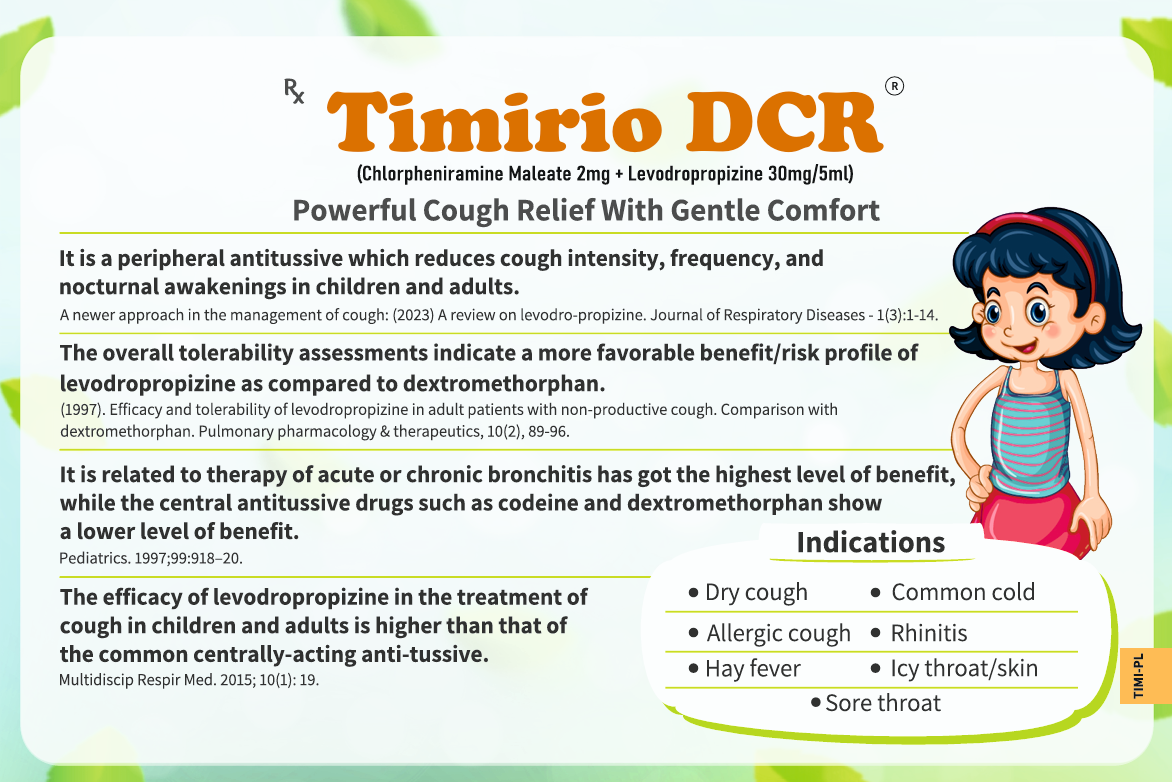 Rx
Timirio DCR ®
(Chlorpheniramine Maleate 2mg + Levodropropizine 30mg/5ml)
Powerful Cough Relief With Gentle Comfort
It is a peripheral antitussive which reduces cough intensity, frequency, and
nocturnal awakenings in children and adults.
A newer approach in the management of cough: (2023) A review on levodro-propizine. Journal of Respiratory Diseases - 1(3):1-14.
The overall tolerability assessments indicate a more favorable benefit/risk profile of
levodropropizine as compared to dextromethorphan.
(1997). Efficacy and tolerability of levodropropizine in adult patients with non-productive cough. Comparison with
dextromethorphan. Pulmonary pharmacology & therapeutics, 10(2), 89-96.
It is related to therapy of acute or chronic bronchitis has got the highest level of benefit,
while the central antitussive drugs such as codeine and dextromethorphan show
a lower level of benefit.
Pediatrics. 1997;99:918–20.
The efficacy of levodropropizine in the treatment of
cough in children and adults is higher than that of
the common centrally-acting anti-tussive.
Multidiscip Respir Med. 2015; 10(1): 19.
Indications
• Dry cough • Common cold
• Allergic cough • Rhinitis
• Hay fever • Icy throat/skin
• Sore throat
TIMI-PL